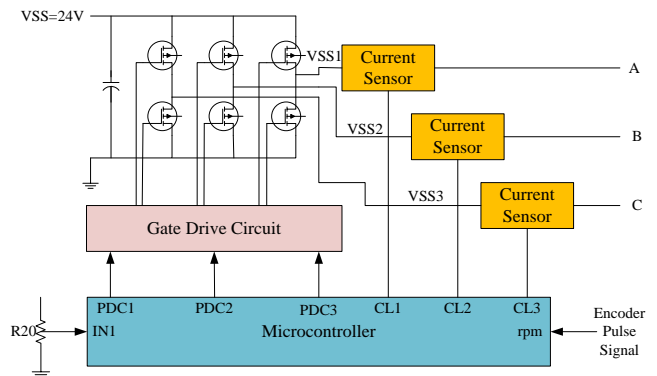 VSS=24V
VSS1
Current
Sensor
A
VSS2
Current
Sensor
B
VSS3
Current
Sensor
C
Gate Drive Circuit
PDC1
PDC2
PDC3
CL1
CL2
CL3
R20
IN1
Microcontroller
rpm
Encoder
Pulse
Signal